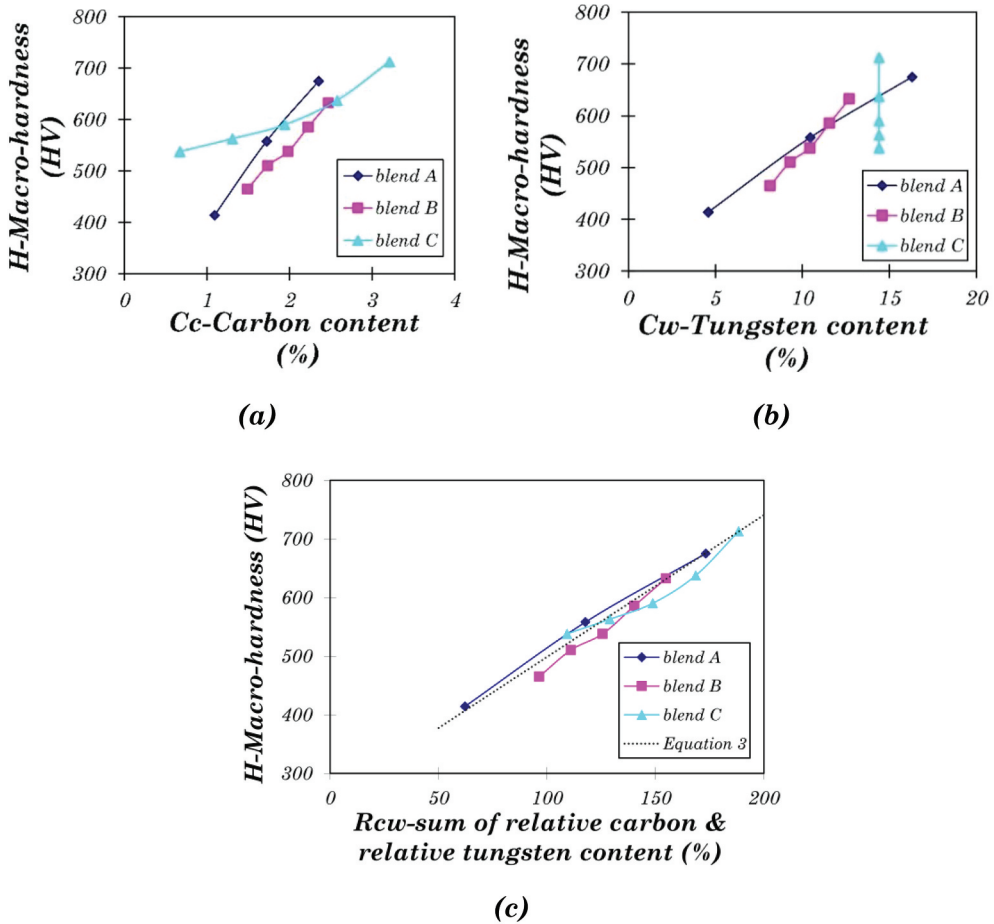 800
700
600
500
400
300
H-Macro-hardness
(HV)
blend A
blend B
blend C
0
1
2
3
4
Cc-Carbon content
(%)
(a)
800
700
600
500
400
300
H-Macro-hardness
(HV)
blend A
blend B
blend C
0
5
10
15
20
Cw-Tungsten content
(%)
(b)
800
700
600
500
400
300
H-Macro-hardness (HV)
blend A
blend B
blend C
Equation 3
0
50
100
150
200
Rcw-sum of relative carbon &
relative tungsten content (%)
(c)